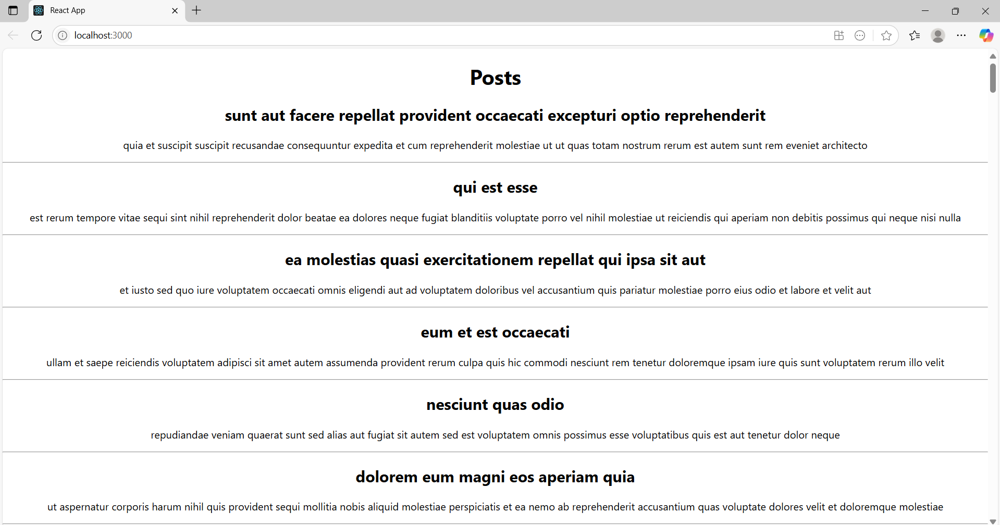 React App
localhost:3000
Posts
sunt aut facere repellat provident occaecati excepturi optio reprehenderit
quia et suscipit suscipit recusandae consequuntur expedita et cum reprehenderit molestiae ut ut quas totam nostrum rerum est autem sunt rem eveniet architecto
qui est esse
est rerum tempore vitae sequi sint nihil reprehenderit dolor beatae ea dolores neque fugiat blanditiis voluptate porro vel nihil molestiae ut reiciendis qui aperiam non debitis possimus qui neque nisi nulla
ea molestias quasi exercitationem repellat qui ipsa sit aut
et iusto sed quo iure voluptatem occaecati omnis eligendi aut ad voluptatem doloribus vel accusantium quis pariatur molestiae porro eius odio et labore et velit aut
eum et est occaecati
ullam et saepe reiciendis voluptatem adipisci sit amet autem assumenda provident rerum culpa quis hic commodi nesciunt rem tenetur doloremque ipsam iure quis sunt voluptatem rerum illo velit
nesciunt quas odio
repudiandae veniam quaerat sunt sed alias aut fugiat sit autem sed est voluptatem omnis possimus esse voluptatibus quis est aut tenetur dolor neque
dolorem eum magni eos aperiam quia
ut aspernatur corporis harum nihil quis provident sequi mollitia nobis aliquid molestiae perspiciatis et ea nemo ab reprehenderit accusantium quas voluptate dolores velit et doloremque molestiae